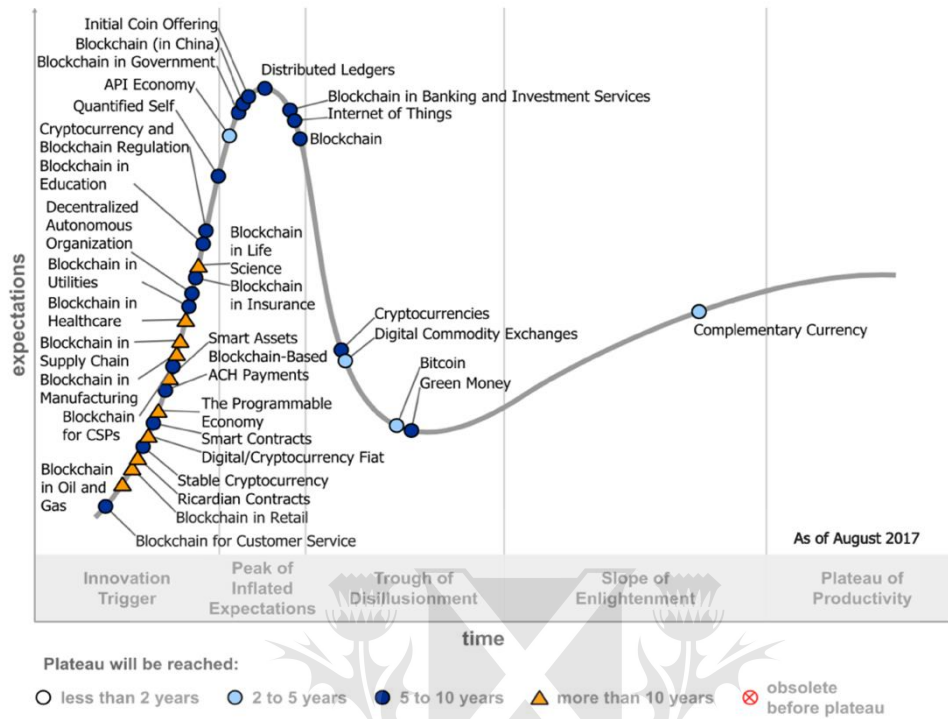 Initial Coin Offering
Blockchain (in China)
Blockchain in Government
API Economy
Quantified Self
Cryptocurrency and
Blockchain Regulation
Blockchain in
Education
Decentralized
Autonomous
Organization
Blockchain in
Utilities
Blockchain in
Healthcare
Blockchain in
Supply Chain
Blockchain in
Manufacturing
Blockchain
for CSPs
Blockchain
in Oil and
Gas
Distributed Ledgers
Blockchain in Banking and Investment Services
Internet of Things
Blockchain
Blockchain
in Life
Science
Blockchain
in Insurance
Smart Assets
Blockchain-Based
ACH Payments
The Programmable
Economy
Smart Contracts
Digital/Cryptocurrency Fiat
Stable Cryptocurrency
Ricardian Contracts
Blockchain in Retail
Blockchain for Customer Service
Cryptocurrencies
Digital Commodity Exchanges
Bitcoin
Green Money
Complementary Currency
As of August 2017
expectations
Innovation
Trigger
Peak of
Inflated
Expectations
Trough of
Disillusionment
Slope of
Enlightenment
Plateau of
Productivity
time
Plateau will be reached:
less than 2 years
2 to 5 years
5 to 10 years
more than 10 years
obsolete
before plateau